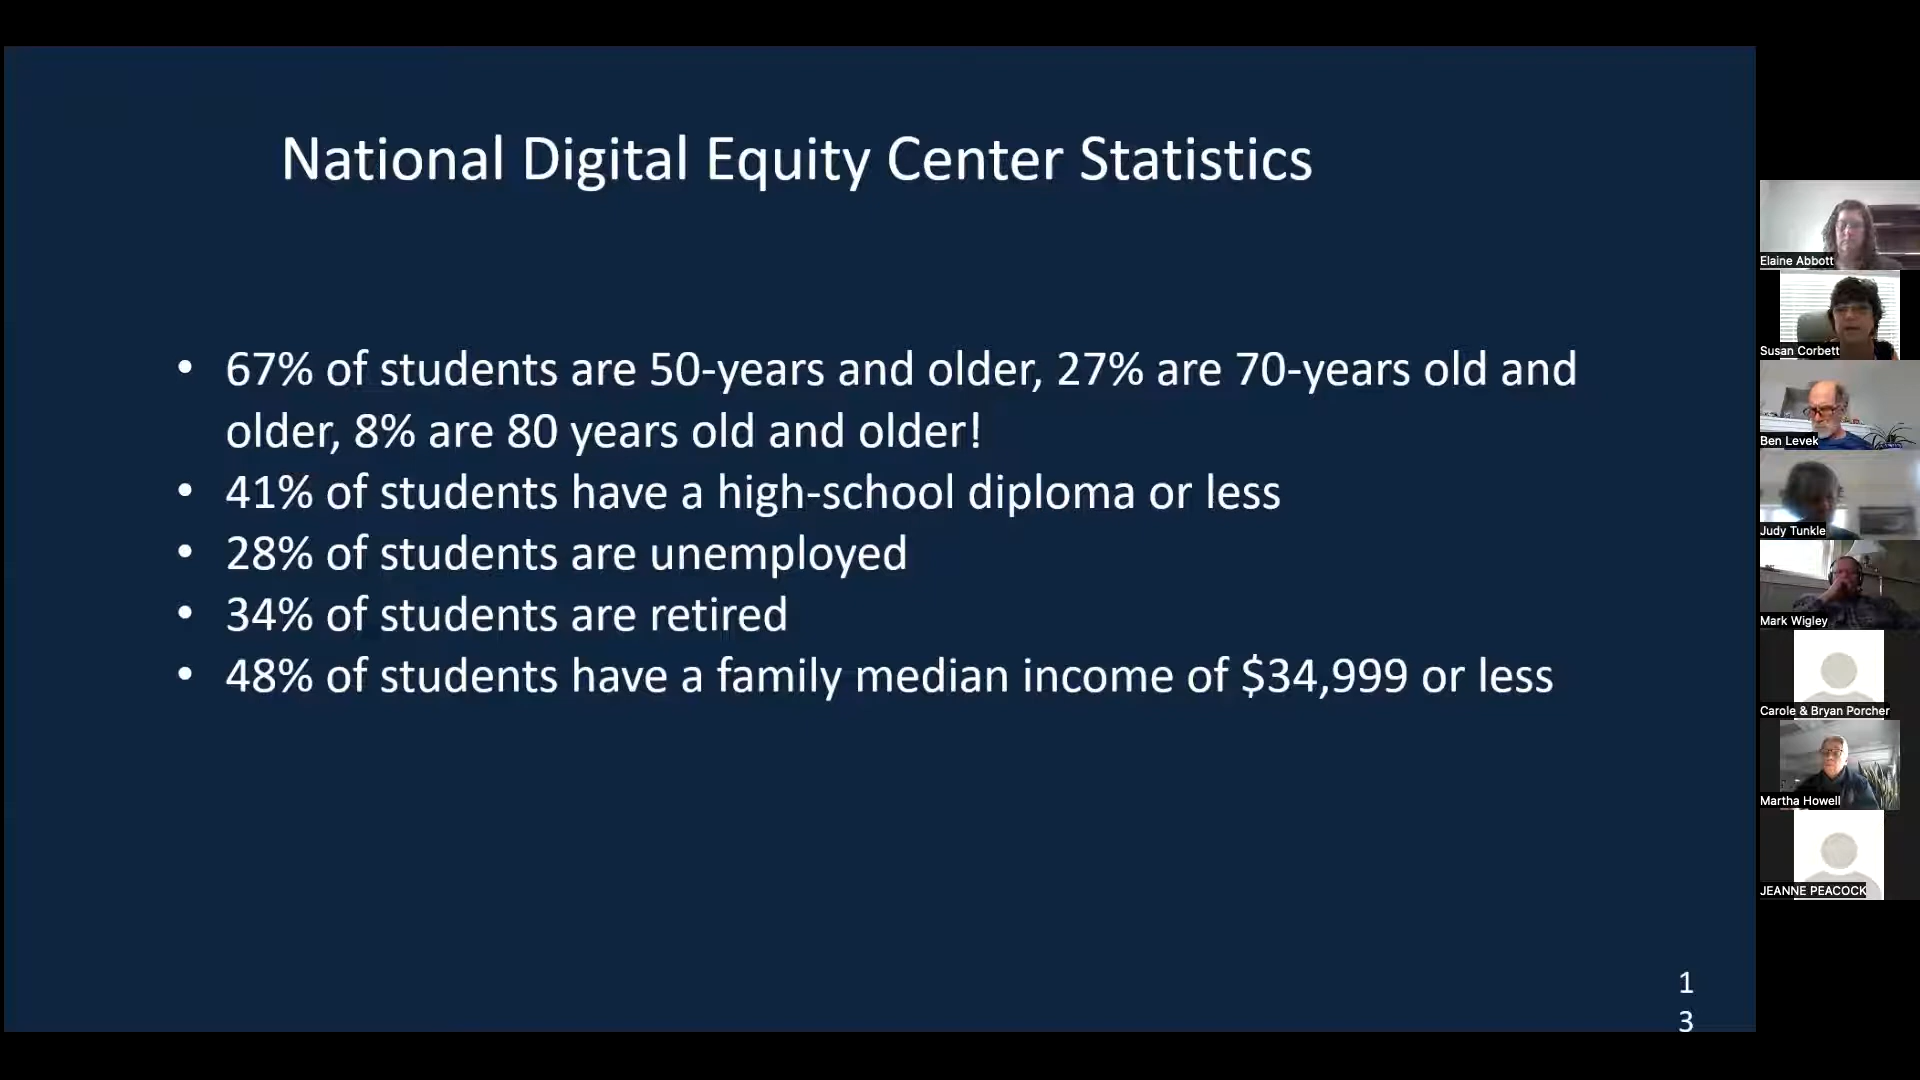 National Digital Equity Center Statistics
• 67% of students are 50-years and older, 27% are 70-years old and
older, 8% are 80 years old and older!
• 41% of students have a high-school diploma or less
• 28% of students are unemployed
• 34% of students are retired
• 48% of students have a family median income of $34,999 or less
1
3
Elaine Abbott
Susan Corbett
Ben Levek
Judy Tunkle
Mark Wigley
Carole & Bryan Porcher
Martha Howell
JEANNE PEACOCK